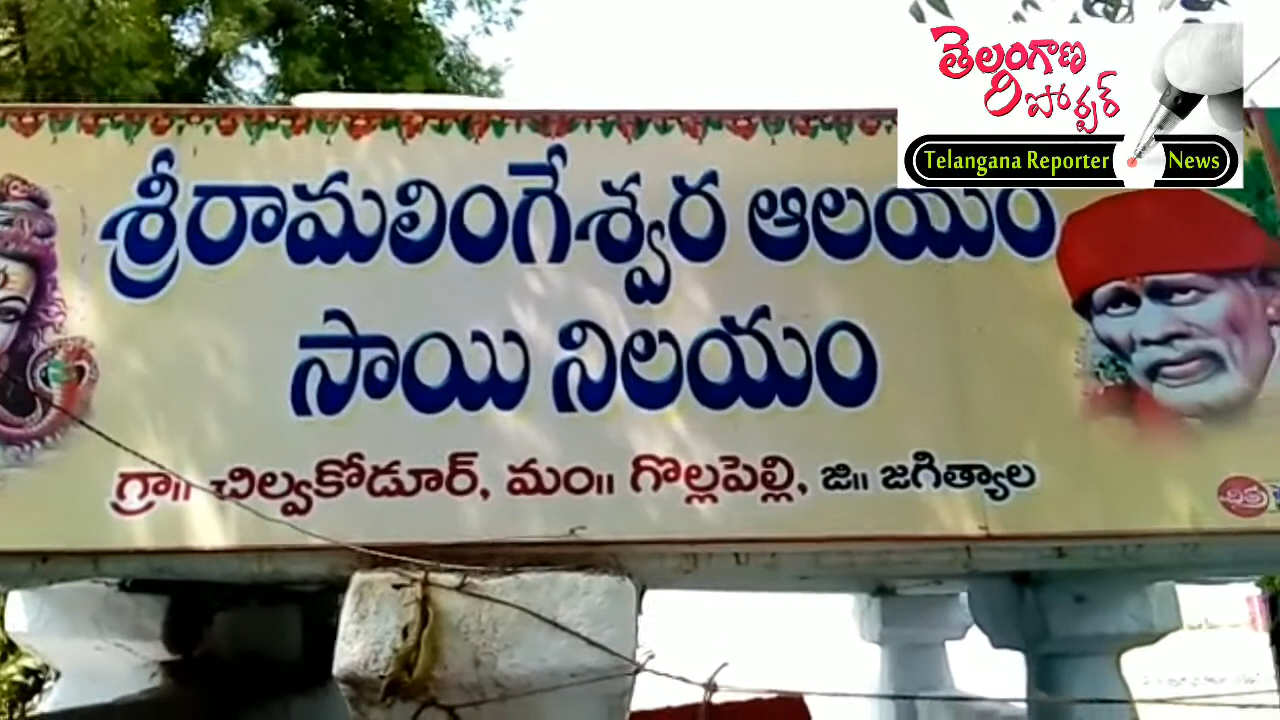 తెలంగాణ
రిపోర్టర్
Telangana Reporter News
శ్రీరామలింగేశ్వర ఆలయం
సాయి నిలయం
గ్రా॥ చిల్వకోడూర్, మం॥ గొల్లపెల్లి, జి॥ జగిత్యాల
చిత్ర